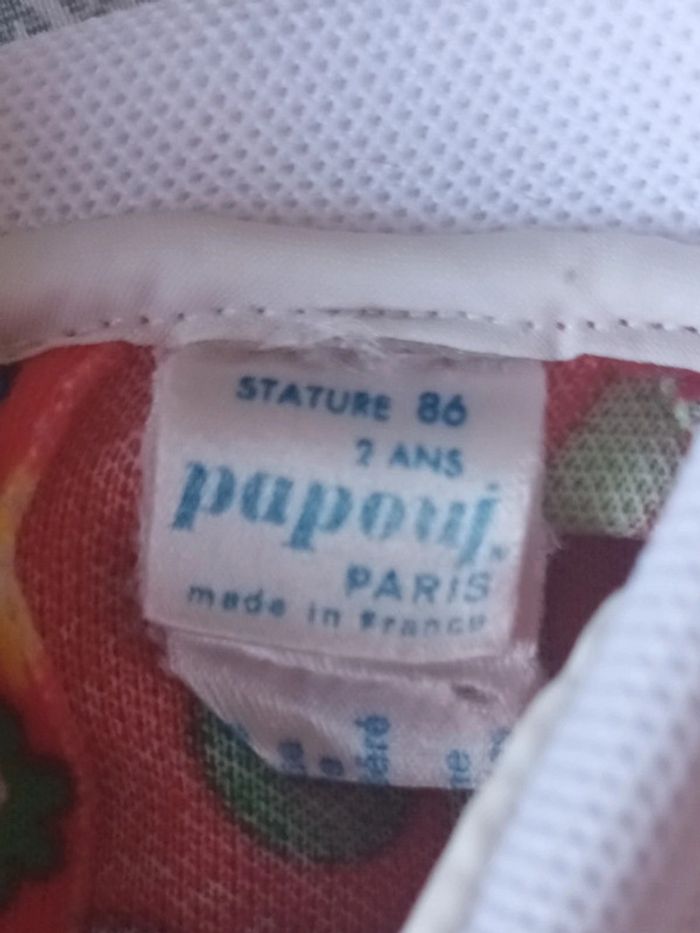 STATURE 86
2 ANS
papouj
PARIS
made in France